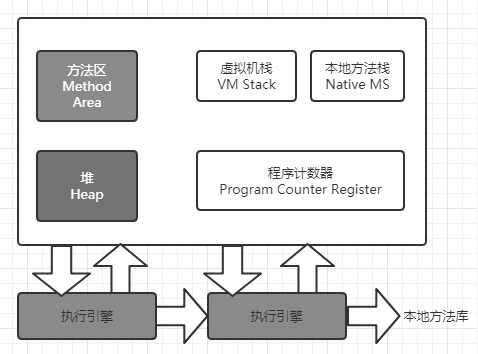 方法区
Method
Area
虚拟机栈
VM Stack
本地方法栈
Native MS
堆
Heap
程序计数器
Program Counter Register
执行引擎
执行引擎
本地方法库